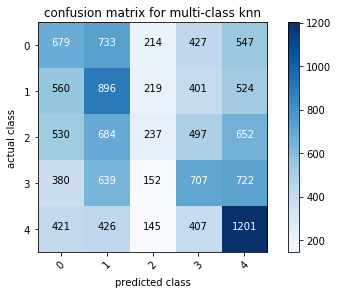 confusion matrix for multi-class knn
0 679 733 214 427 547
1 560 896 219 401 524
2 530 684 237 497 652
3 380 639 152 707 722
4 421 426 145 407 1201
0 1 2 3 4
actual class
predicted class
1200
1000
800
600
400
200